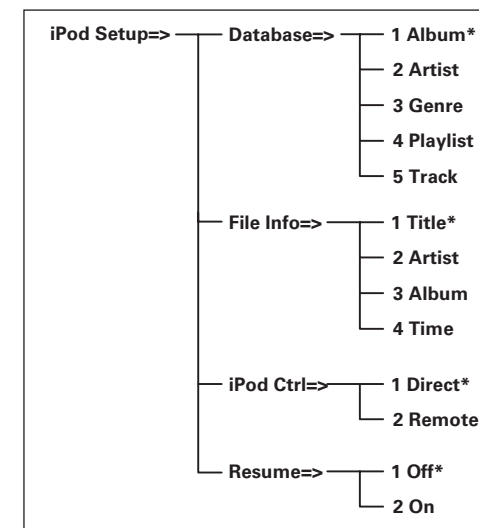 iPod Setup=> Database=> 1 Album*
2 Artist
3 Genre
4 Playlist
5 Track
File Info=> 1 Title*
2 Artist
3 Album
4 Time
iPod Ctrl=> 1 Direct*
2 Remote
Resume=> 1 Off*
2 On